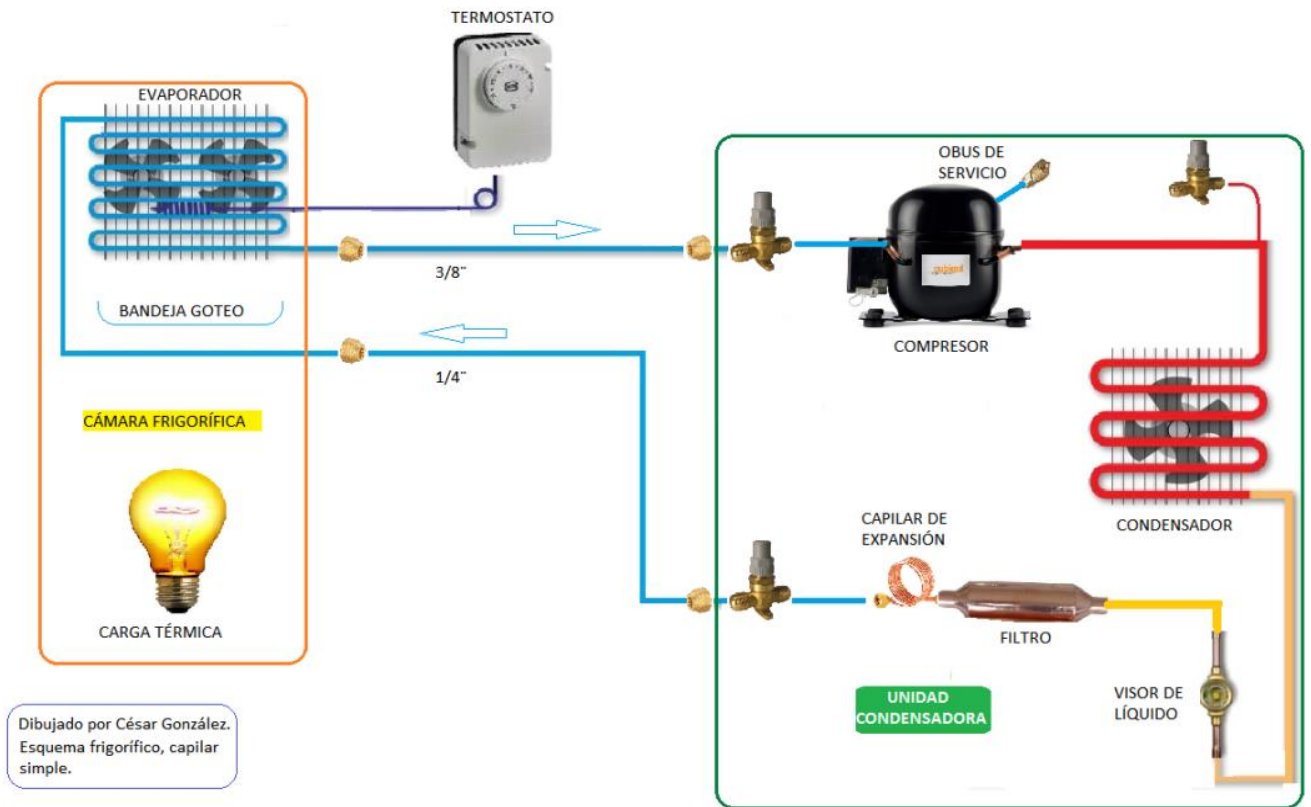 TERMOSTATO
EVAPORADOR
OBUS DE
SERVICIO
3/8¨
BANDEJA GOTEO
COMPRESOR
1/4¨
CÁMARA FRIGORÍFICA
CAPILAR DE
EXPANSIÓN
CONDENSADOR
CARGA TÉRMICA
FILTRO
UNIDAD
CONDENSADORA
VISOR DE
LÍQUIDO
Dibujado por César González.
Esquema frigorífico, capilar
simple.